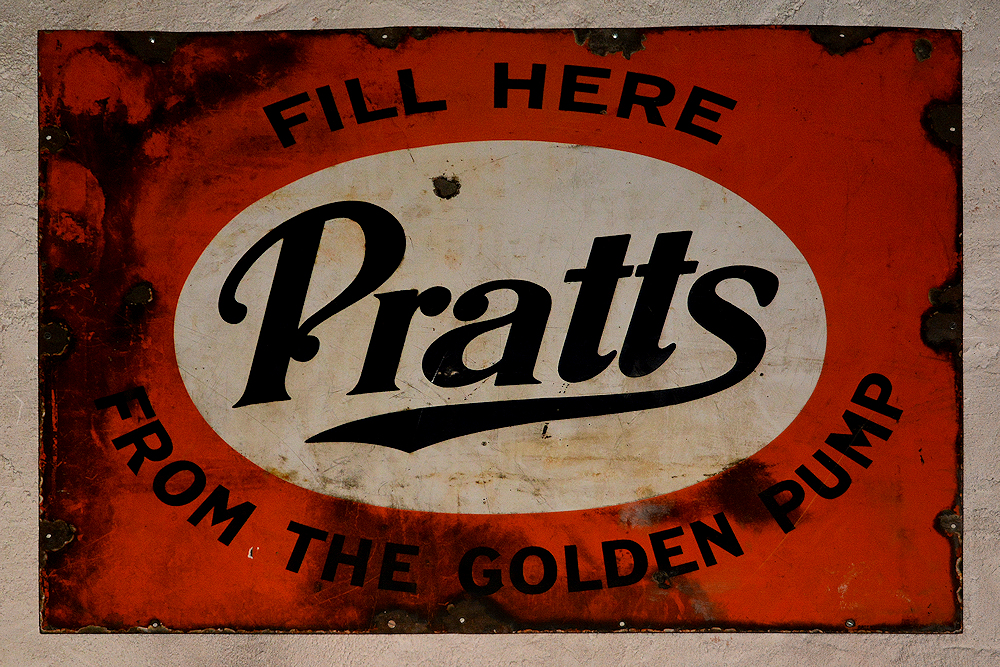 FILL HERE
Pratts
FROM THE GOLDEN PUMP